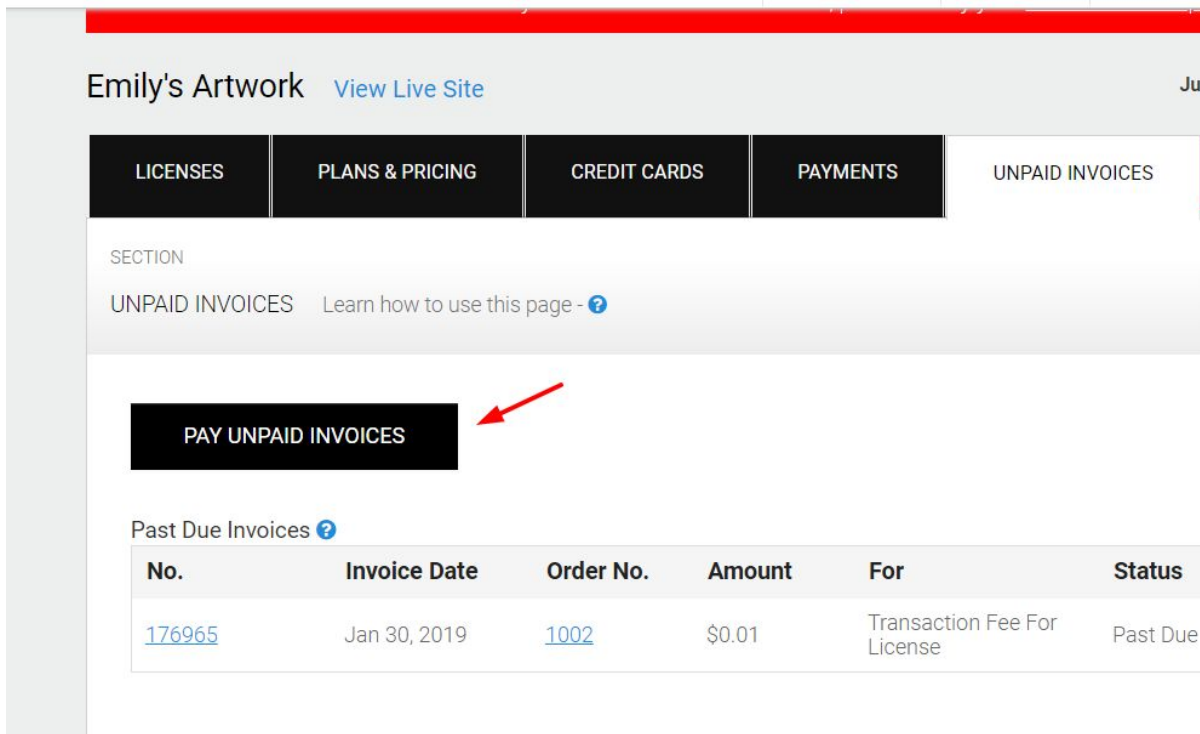 Emily's Artwork View Live Site
Ju
LICENSES PLANS & PRICING CREDIT CARDS PAYMENTS UNPAID INVOICES
SECTION
UNPAID INVOICES Learn how to use this page -
PAY UNPAID INVOICES
Past Due Invoices
No. Invoice Date Order No. Amount For Status
176965 Jan 30, 2019 1002 $0.01 Transaction Fee For License Past Due